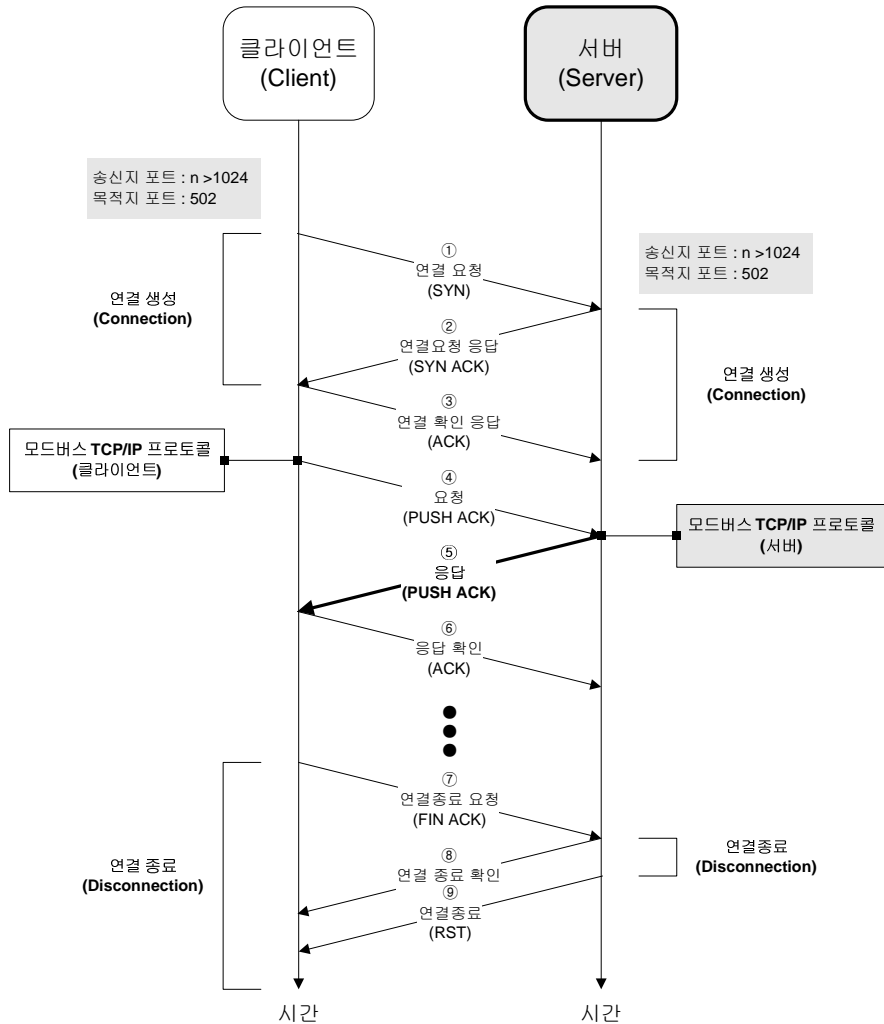 클라이언트
(Client)
서버
(Server)
송신지 포트 : n >1024
목적지 포트 : 502
①
연결 요청
(SYN)
송신지 포트 : n >1024
목적지 포트 : 502
연결 생성
(Connection)
②
연결요청 응답
(SYN ACK)
연결 생성
(Connection)
③
연결 확인 응답
(ACK)
모드버스 TCP/IP 프로토콜
(클라이언트)
④
요청
(PUSH ACK)
모드버스 TCP/IP 프로토콜
(서버)
⑤
응답
(PUSH ACK)
⑥
응답 확인
(ACK)
⑦
연결종료 요청
(FIN ACK)
연결 종료
(Disconnection)
연결종료
(Disconnection)
⑧
연결 종료 확인
⑨
연결종료
(RST)
시간
시간